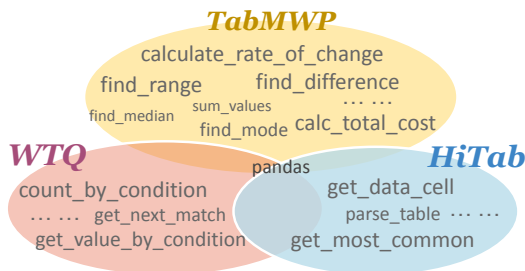 TabMWP
calculate_rate_of_change
find_range find_difference
sum_values ... ...
find_median find_mode calc_total_cost
WTQ pandas HiTab
count_by_condition get_data_cell
... ... get_next_match parse_table ... ...
get_value_by_condition get_most_common